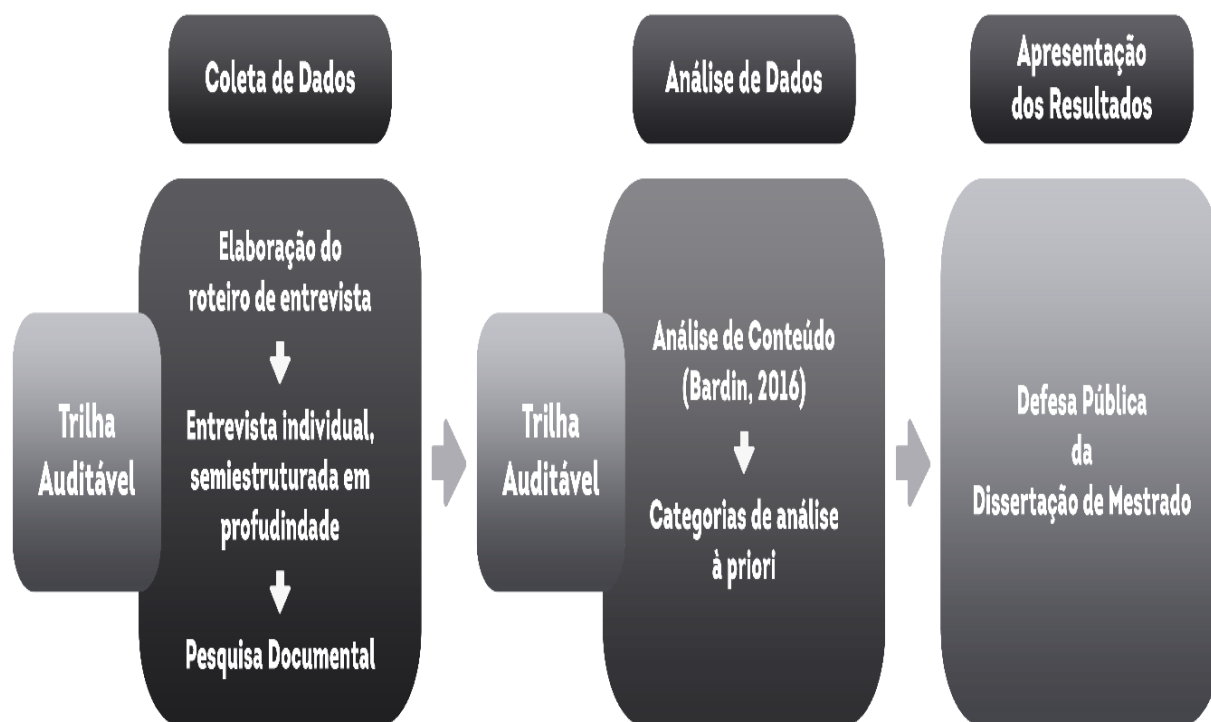 Coleta de Dados
Análise de Dados
Apresentação
dos Resultados
Trilha
Auditável
Elaboração do
roteiro de entrevista
Entrevista individual,
semiestruturada em
profudindade
Pesquisa Documental
Trilha
Auditável
Análise de Conteúdo
(Bardin, 2016)
Categorias de análise
à priori
Defesa Pública
da
Dissertação de Mestrado